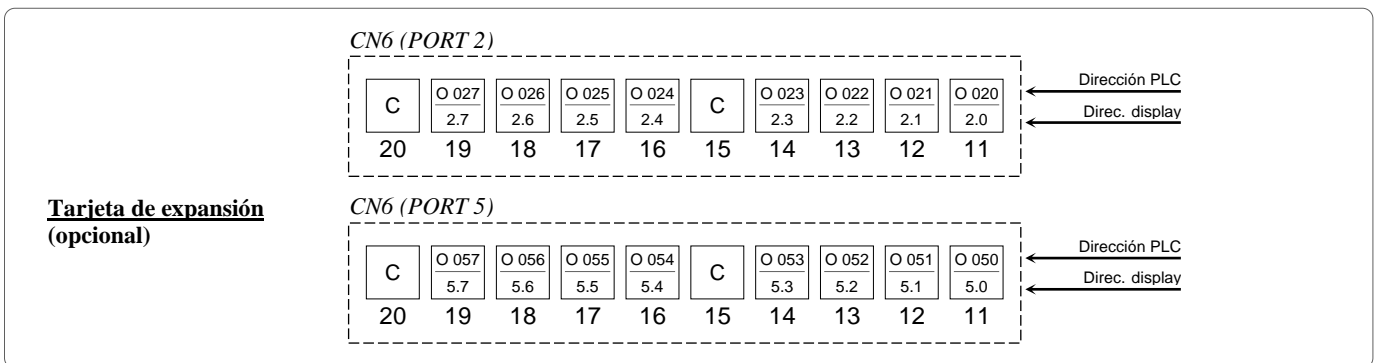 CN6 (PORT 2)
C O 027 O 026 O 025 O 024 C O 023 O 022 O 021 O 020 Dirección PLC
2.7 2.6 2.5 2.4 2.3 2.2 2.1 2.0 Direc. display
20 19 18 17 16 15 14 13 12 11
Tarjeta de expansión
(opcional)
CN6 (PORT 5)
C O 057 O 056 O 055 O 054 C O 053 O 052 O 051 O 050 Dirección PLC
5.7 5.6 5.5 5.4 5.3 5.2 5.1 5.0 Direc. display
20 19 18 17 16 15 14 13 12 11